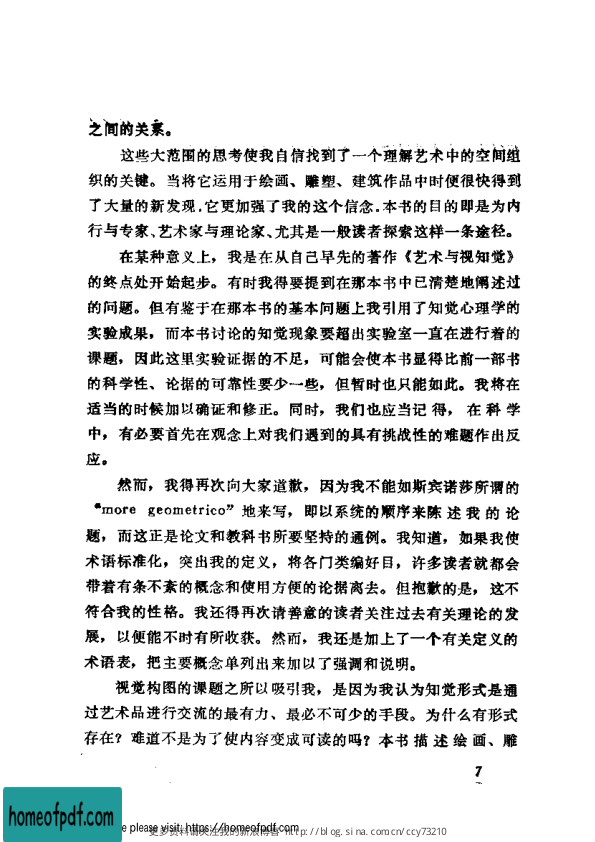 之间的关系。
这些大范围的思考使我自信找到了一个理解艺术中的空间组
织的关键。当将它运用于绘画、雕塑、建筑作品中时便很快得到
了大量的新发现,它更加强了我的这个信念。本书的目的即是为内
行与专家、艺术家与理论家、尤其是一般读者探索这样一条途径。
在某种意义上,我是在从自己早先的著作《艺术与视知觉》
的终点处开始起步。有时我得要提到在那本书中已清楚地阐述过
的问题。但有鉴于在那本书的基本问题上我引用了知觉心理学的
实验成果,而本书讨论的知觉现象要超出实验室一直在进行着的
课题,因此这里实验证据的不足,可能会使本书显得比前一部书
的科学性、论据的可靠性要少一些,但暂时也只能如此。我将在
适当的时候加以确证和修正。同时,我们也应当记得,在科学
中,有必要首先在观念上对我们遇到的具有挑战性的难题作出反
应。
然而,我得再次向大家道歉,因为我不能如斯宾诺莎所谓的
“more geometrico”地来写,即以系统的顺序来陈述我的论
题,而这正是论文和教科书所要坚持的通例。我知道,如果我使
术语标准化,突出我的定义,将各门类编好目,许多读者就都会
带着有条不紊的概念和使用方便的论据离去。但抱歉的是,这不
符合我的性格。我还得再次请善意的读者关注过去有关理论的发
展,以便能不时有所收获。然而,我还是加上了一个有关定义的
术语表,把主要概念单列出来加以了强调和说明。
视觉构图的课题之所以吸引我,是因为我认为知觉形式是通
过艺术品进行交流的最有力、最必不可少的手段。为什么有形式
存在?难道不是为了使内容变成可读的吗?本书描述绘画、雕
7
homeofpdf.com
please visit: https://homeofpdf.com
更多资料请关注我的新浪博客 http://blog.sina.com.cn/ccy73210